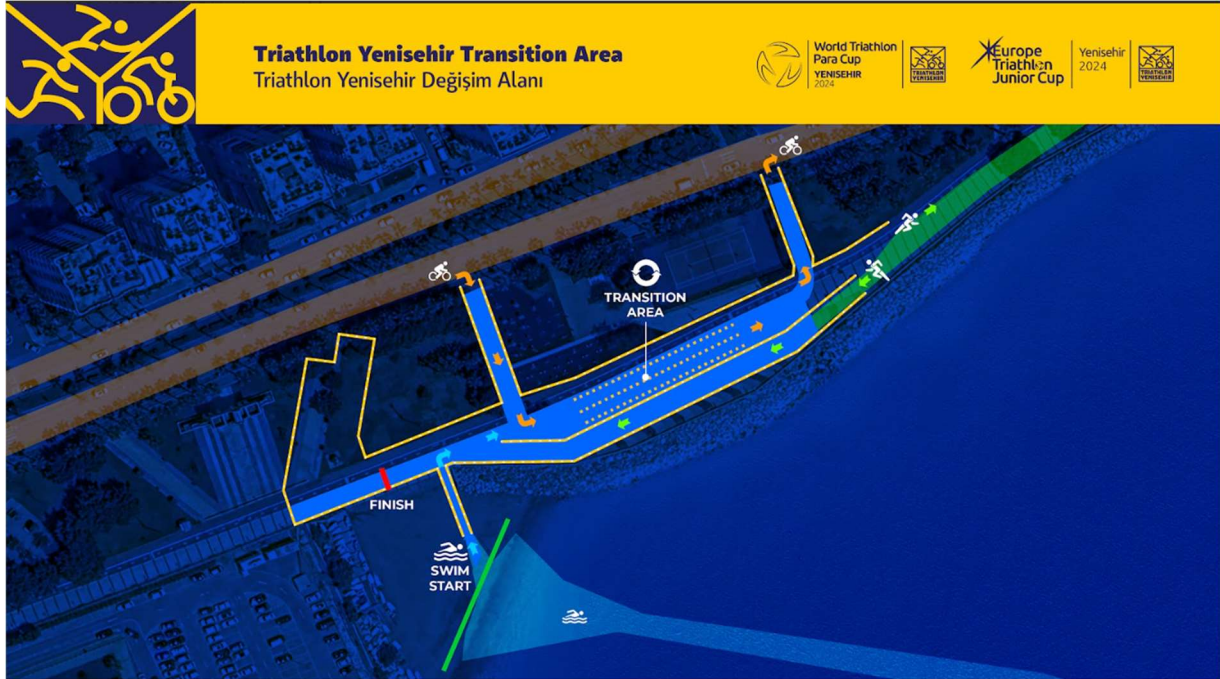 Triathlon Yenisehir Transition Area
Triathlon Yenisehir Değişim Alanı
World Triathlon
Para Cup
YENISEHIR
2024
TRIATHLON
YENISEHIR
Europe
Triathlon
Junior Cup
Yenisehir
2024
TRIATHLON
YENISEHIR
TRANSITION
AREA
FINISH
SWIM
START